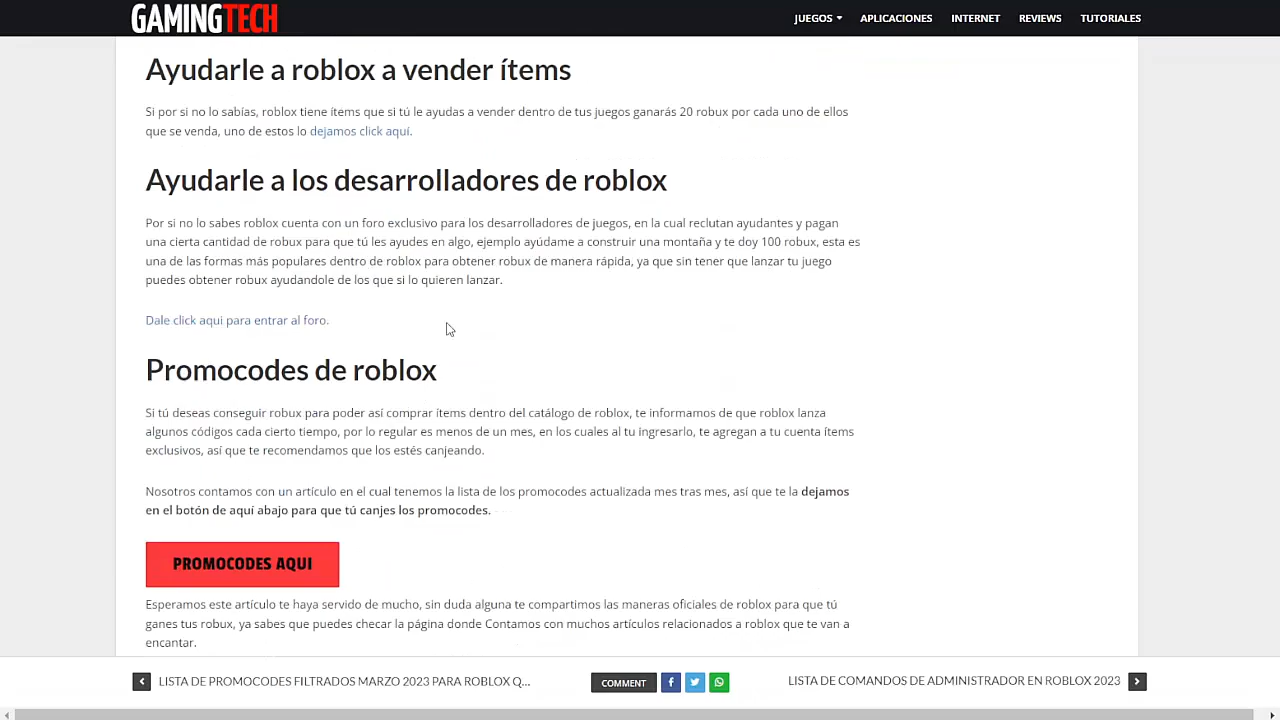 GAMINGTECH
JUEGOS APLICACIONES INTERNET REVIEWS TUTORIALES
Ayudarle a roblox a vender ítems
Si por si no lo sabías, roblox tiene ítems que si tú le ayudas a vender dentro de tus juegos ganarás 20 robux por cada uno de ellos
que se venda, uno de estos lo dejamos click aquí.
Ayudarle a los desarrolladores de roblox
Por si no lo sabes roblox cuenta con un foro exclusivo para los desarrolladores de juegos, en la cual reclutan ayudantes y pagan
una cierta cantidad de robux para que tú les ayudes en algo, ejemplo ayúdame a construir una montaña y te doy 100 robux, esta es
una de las formas más populares dentro de roblox para obtener robux de manera rápida, ya que sin tener que lanzar tu juego
puedes obtener robux ayudandole de los que si lo quieren lanzar.
Dale click aqui para entrar al foro.
Promocodes de roblox
Si tú deseas conseguir robux para poder así comprar ítems dentro del catálogo de roblox, te informamos de que roblox lanza
algunos códigos cada cierto tiempo, por lo regular es menos de un mes, en los cuales al tu ingresarlo, te agregan a tu cuenta ítems
exclusivos, así que te recomendamos que los estés canjeando.
Nosotros contamos con un artículo en el cual tenemos la lista de los promocodes actualizada mes tras mes, así que te la dejamos
en el botón de aquí abajo para que tú canjes los promocodes.
PROMOCODES AQUI
Esperamos este artículo te haya servido de mucho, sin duda alguna te compartimos las maneras oficiales de roblox para que tú
ganes tus robux, ya sabes que puedes checar la página donde Contamos con muchos artículos relacionados a roblox que te van a
encantar.
LISTA DE PROMOCODES FILTRADOS MARZO 2023 PARA ROBLOX Q... COMMENT LISTA DE COMANDOS DE ADMINISTRADOR EN ROBLOX 2023